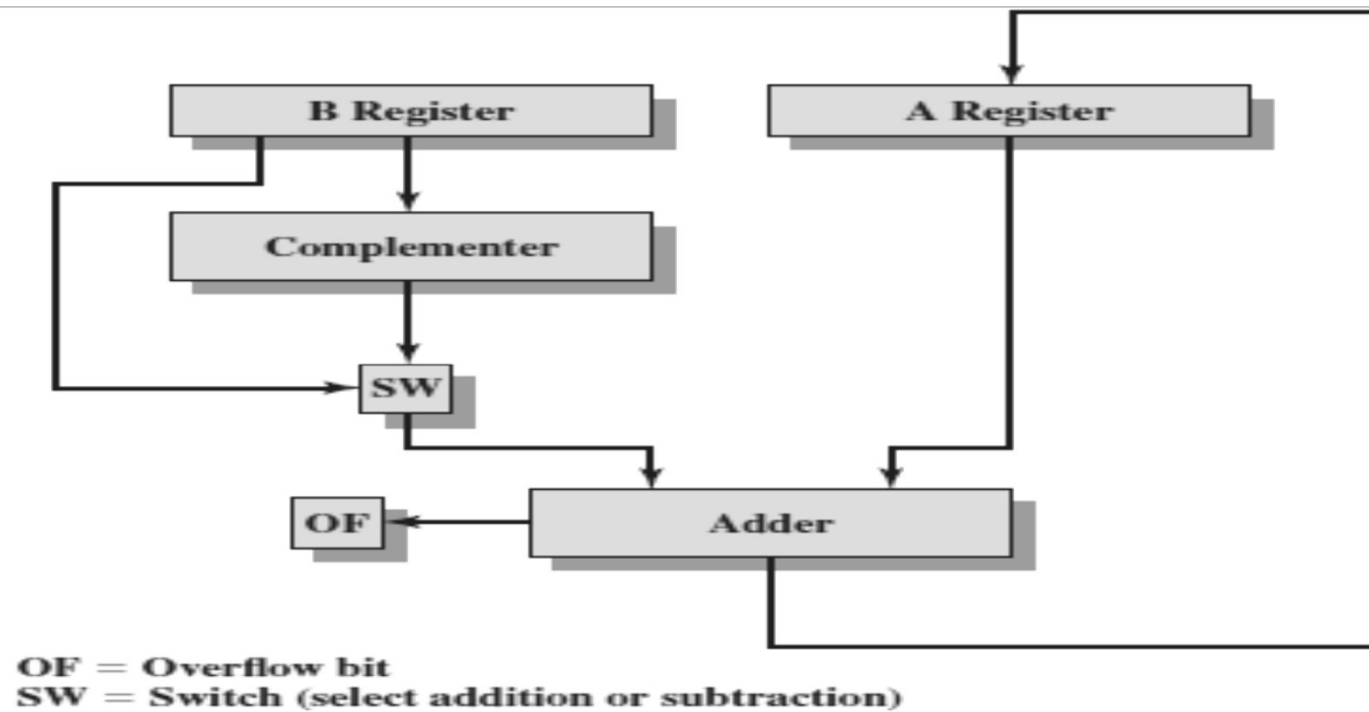 B Register
A Register
Complementer
SW
OF
Adder
OF = Overflow bit
SW = Switch (select addition or subtraction)